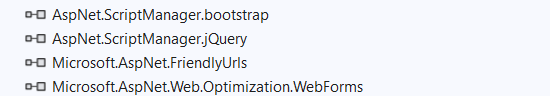 AspNet.ScriptManager.bootstrap
AspNet.ScriptManager.jQuery
Microsoft.AspNet.FriendlyUrls
Microsoft.AspNet.Web.Optimization.WebForms